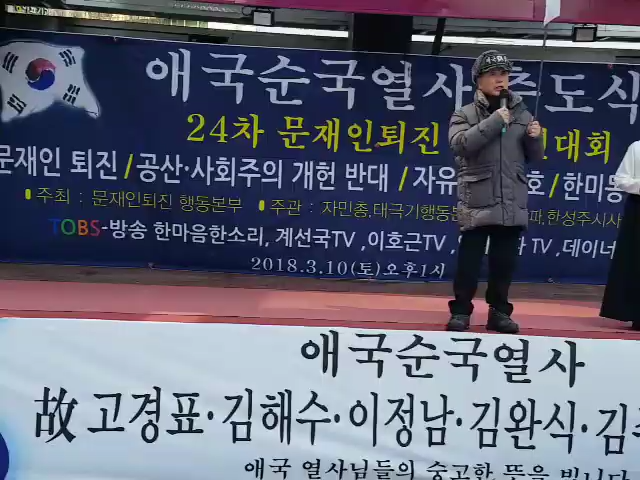 애국순국열사 추도식
24차 문재인퇴진 대회
문재인 퇴진/공산·사회주의 개헌 반대/자유 호/한미동
주최 : 문재인퇴진 행동본부 주관 : 자민총,태극기행동본 파,한성주시사
TOBS-방송 한마음한소리, 계선국TV ,이호근TV , TV ,데이너
2018.3.10(토)오후1시
애국순국열사
故 고경표·김해수·이정남·김완식·김
애국 열사님들의 숭고한 뜻을 빕니다